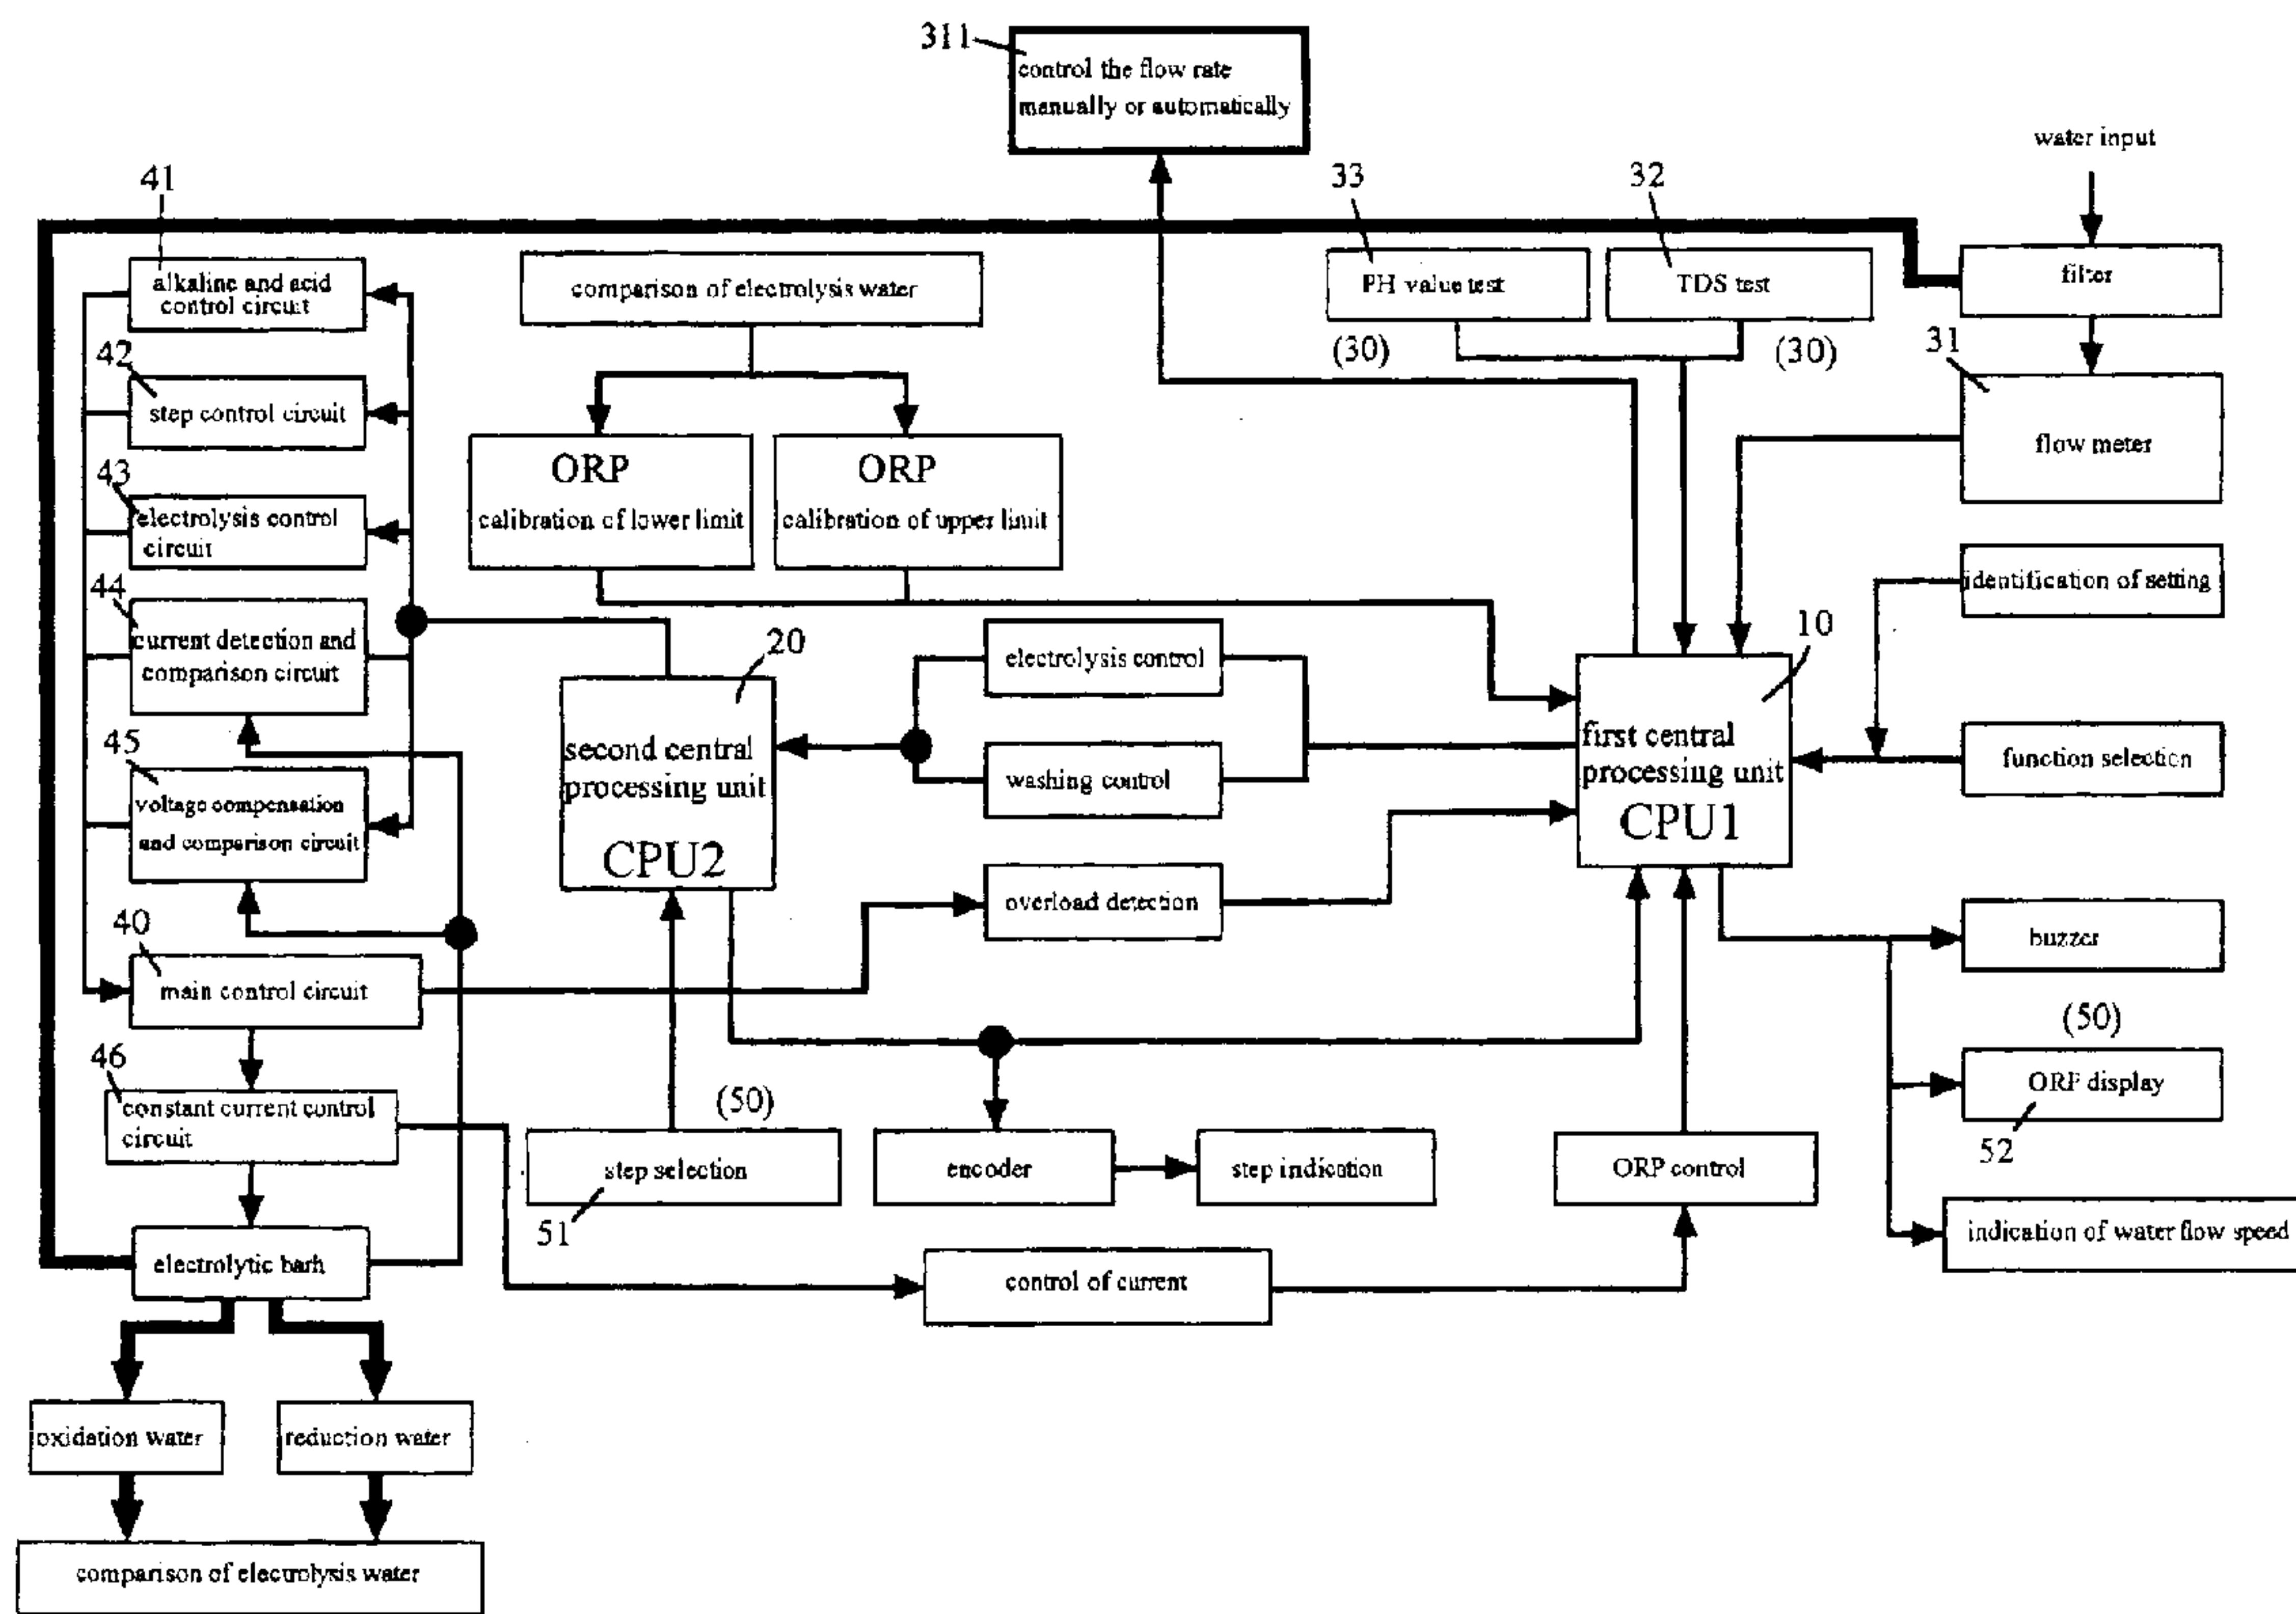 311
control the flow rate
manually or automatically
water input
41
33
32
alkaline and acid
control circuit
comparison of electrolysis water
PH value test
TDS test
filter
(30)
(30)
42
step control circuit
31
flow meter
ORP
calibration of lower limit
ORP
calibration of upper limit
43
electrolysis control
circuit
identification of setting
44
current detection and
comparison circuit
20
electrolysis control
10
second central
processing unit
CPU2
washing control
first central
processing unit
CPU1
function selection
45
voltage compensation
and comparison circuit
overload detection
buzzer
40
main control circuit
(50)
ORP display
52
46
constant current control
circuit
(50)
step selection
51
encoder
step indication
ORP control
indication of water flow speed
electrolytic barh
control of current
oxidation water
reduction water
comparison of electrolysis water